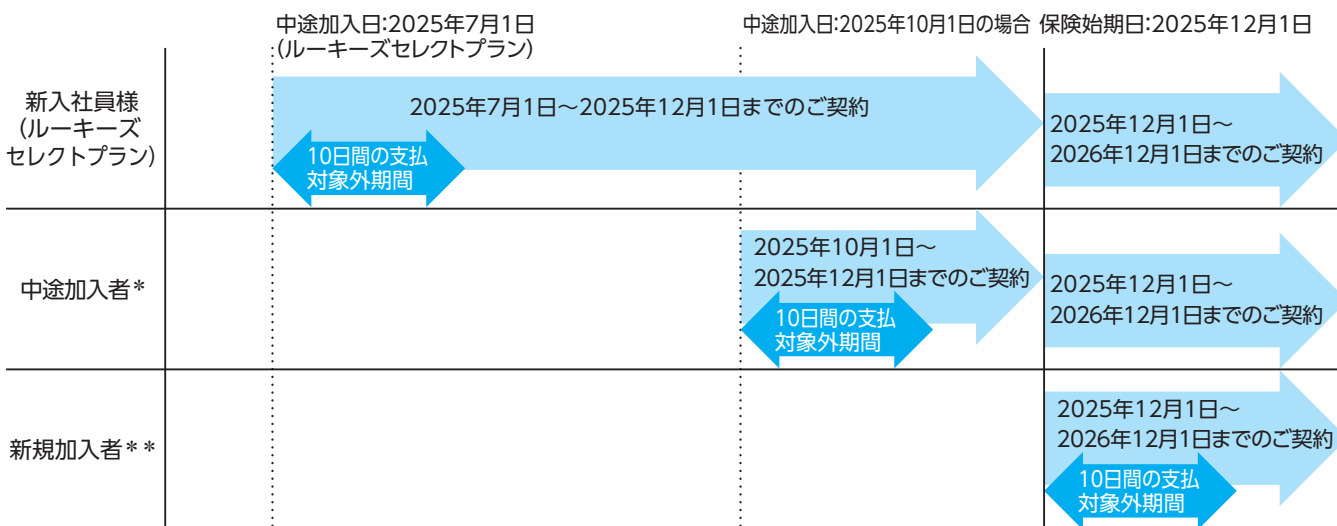 中途加入日:2025年7月1日
(ルーキーズセレクトプラン)
中途加入日:2025年10月1日の場合
保険始期日:2025年12月1日
新入社員様
(ルーキーズ
セレクトプラン)
2025年7月1日～2025年12月1日までのご契約
10日間の支払
対象外期間
2025年12月1日～
2026年12月1日までのご契約
中途加入者*
2025年10月1日～
2025年12月1日までのご契約
10日間の支払
対象外期間
2025年12月1日～
2026年12月1日までのご契約
新規加入者**
2025年12月1日～
2026年12月1日までのご契約
10日間の支払
対象外期間